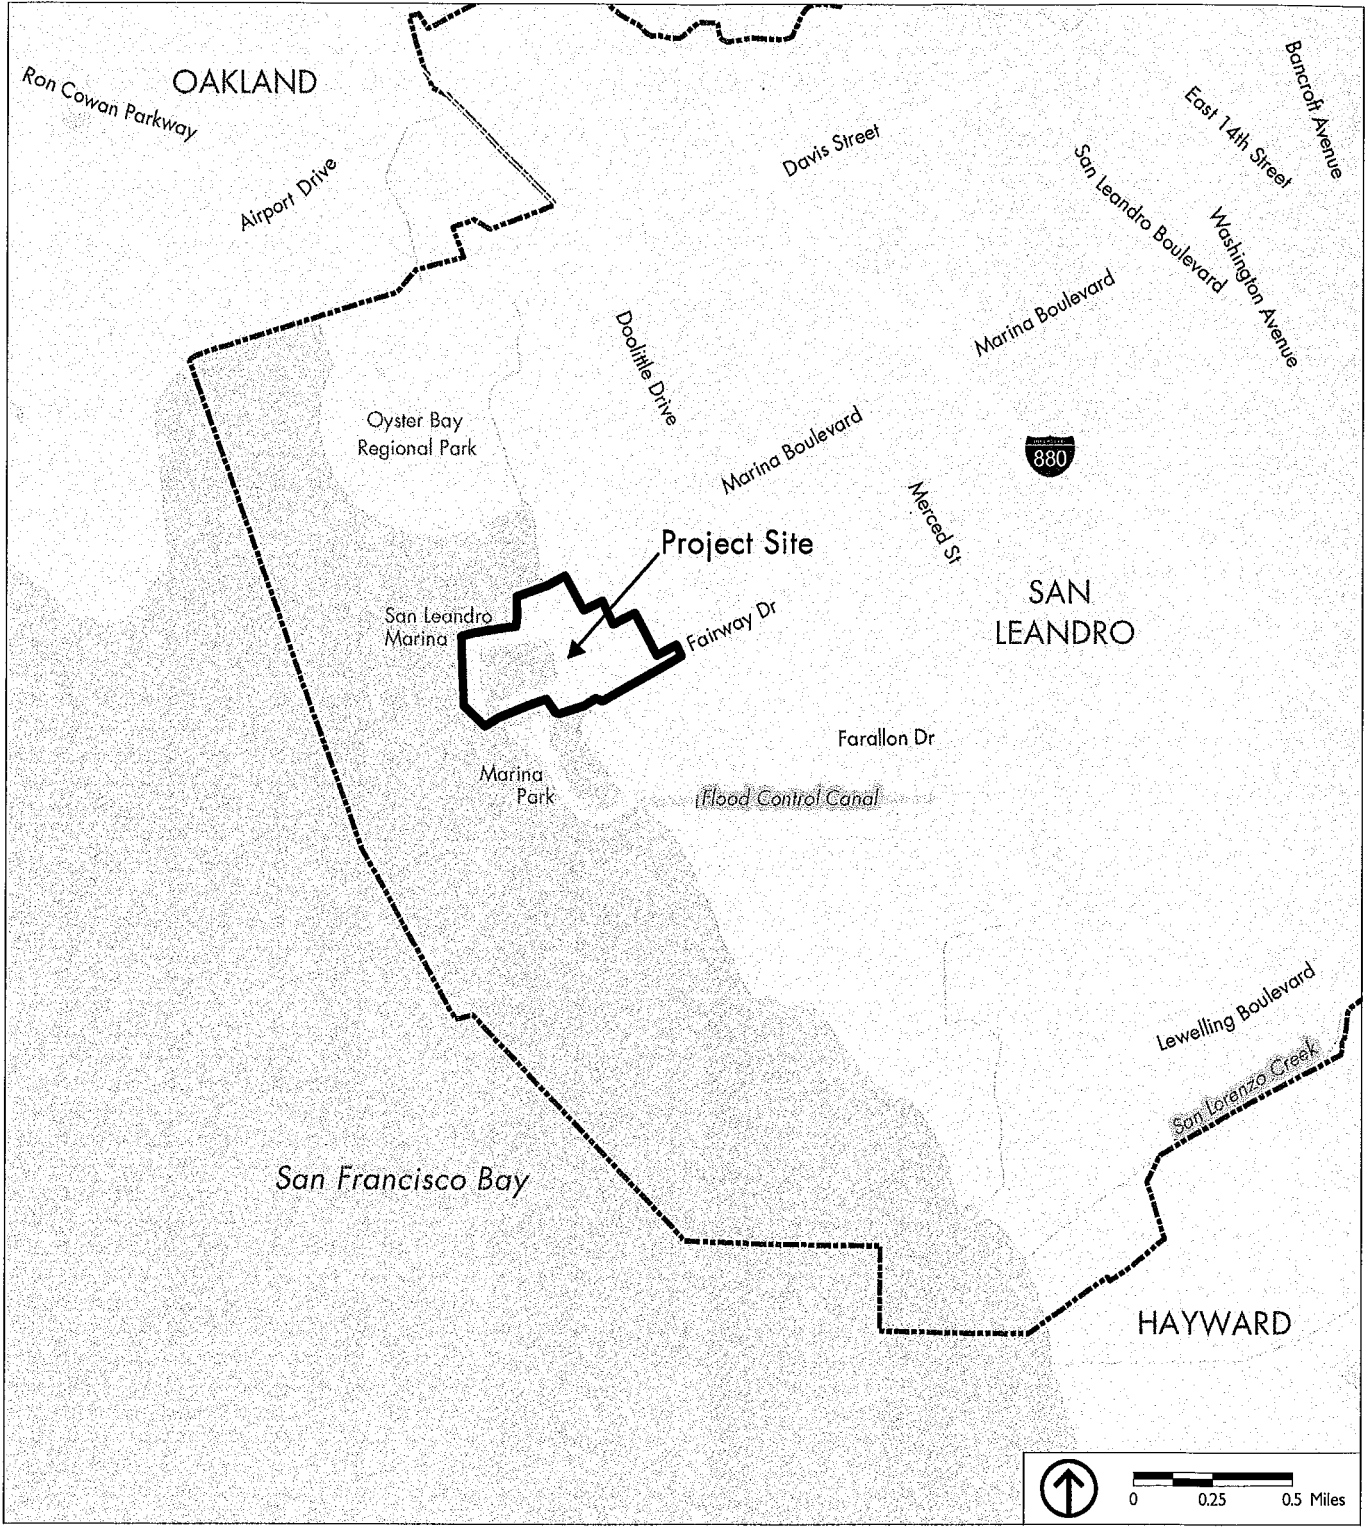 OAKLAND
Ron Cowan Parkway
Airport Drive
Davis Street
Bancroft Avenue
East 14th Street
San Leandro Boulevard
Washington Avenue
Marina Boulevard
Doolittle Drive
Oyster Bay
Regional Park
Marina Boulevard
880
Merced St
Project Site
San Leandro
Marina
Fairway Dr
SAN
LEANDRO
Farallon Dr
Marina
Park
Flood Control Canal
Lewelling Boulevard
San Lorenzo Creek
San Francisco Bay
HAYWARD
0 0.25 0.5 Miles